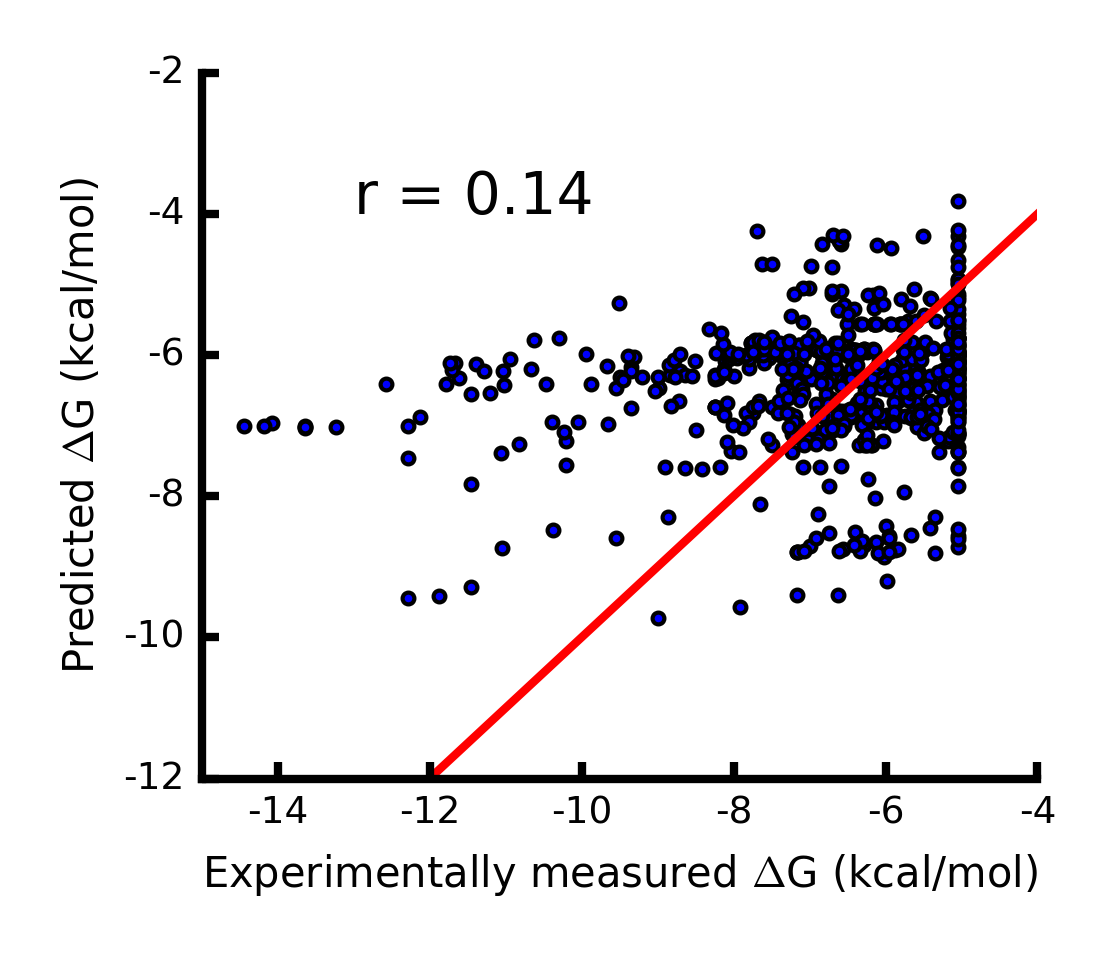 -2
-4
-6
-8
-10
-12
r = 0.14
-14 -12 -10 -8 -6 -4
Experimentally measured ΔG (kcal/mol)
Predicted ΔG (kcal/mol)